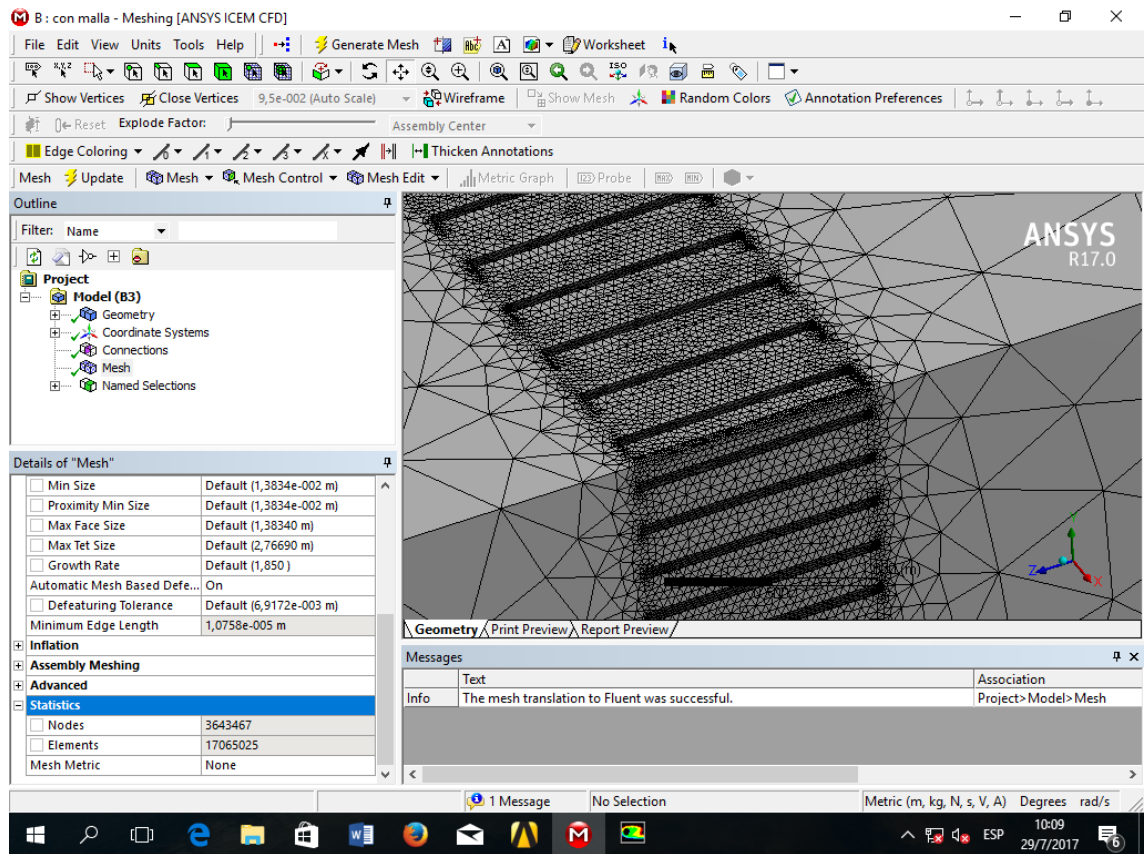 B : con malla - Meshing [ANSYS ICEM CFD]
File Edit View Units Tools Help Generate Mesh Worksheet
Show Vertices Close Vertices 9,5e-002 (Auto Scale) Wireframe Show Mesh Random Colors Annotation Preferences
Reset Explode Factor: Assembly Center
Edge Coloring Thicken Annotations
Mesh Update Mesh Mesh Control Mesh Edit Metric Graph Probe MAX MIN
Outline
Filter: Name
Project
Model (B3)
Geometry
Coordinate Systems
Connections
Mesh
Named Selections
Details of "Mesh"
Min Size Default (1,3834e-002 m)
Proximity Min Size Default (1,3834e-002 m)
Max Face Size Default (1,38340 m)
Max Tet Size Default (2,76690 m)
Growth Rate Default (1,850 )
Automatic Mesh Based Defe... On
Defeaturing Tolerance Default (6,9172e-003 m)
Minimum Edge Length 1,0758e-005 m
Inflation
Assembly Meshing
Advanced
Statistics
Nodes 3643467
Elements 17065025
Mesh Metric None
ANSYS
R17.0
Y
Z
X
Geometry Print Preview Report Preview
Messages
Text Association
Info The mesh translation to Fluent was successful. Project>Model>Mesh
1 Message No Selection Metric (m, kg, N, s, V, A) Degrees rad/s
ESP
10:09
29/7/2017
6